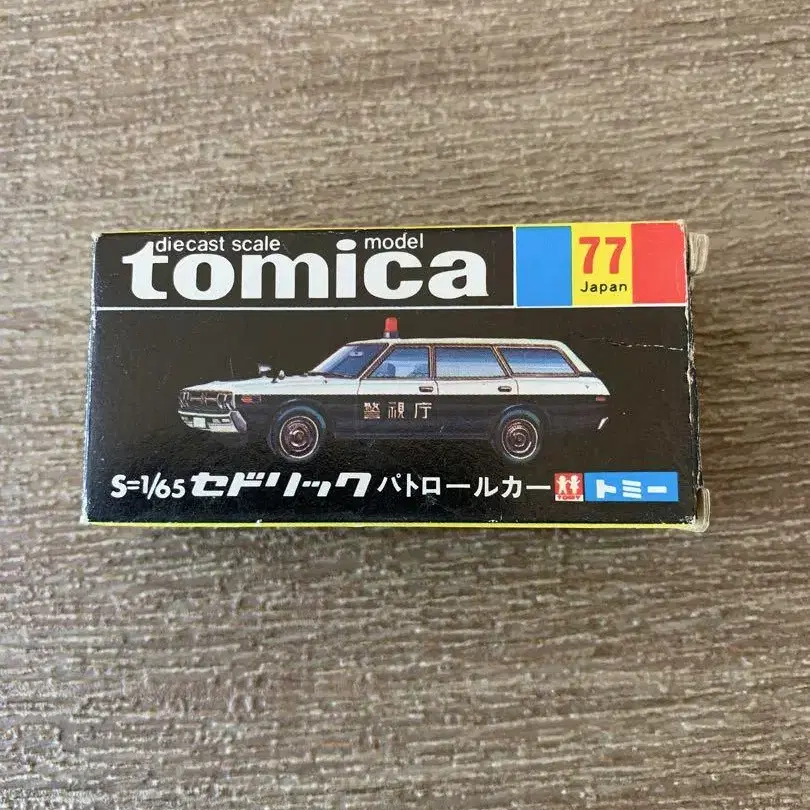 diecast scale model
tomica
77
Japan
警視庁
S=1/65 セドリック パトロールカー
TOMY
トミー